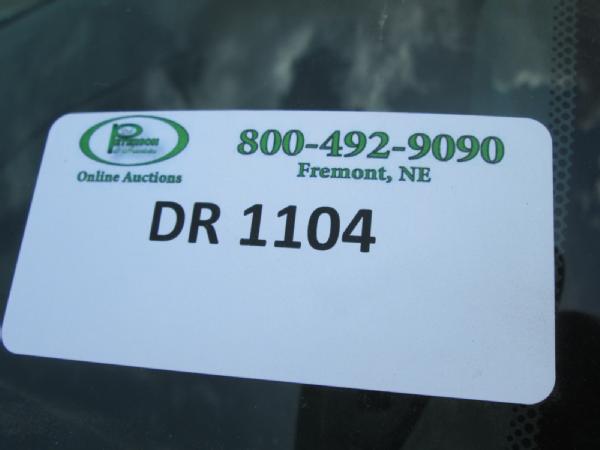 Online Auctions
800-492-9090
Fremont, NE
DR 1104